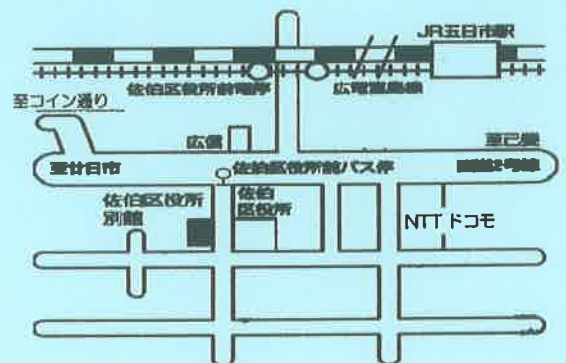 JR五日市駅
佐伯区役所前電停
広電宮島線
至コイン通り
広信
至廿日市
佐伯区役所前バス停
至己斐
佐伯区役所
別館
佐伯
区役所
NTTドコモ